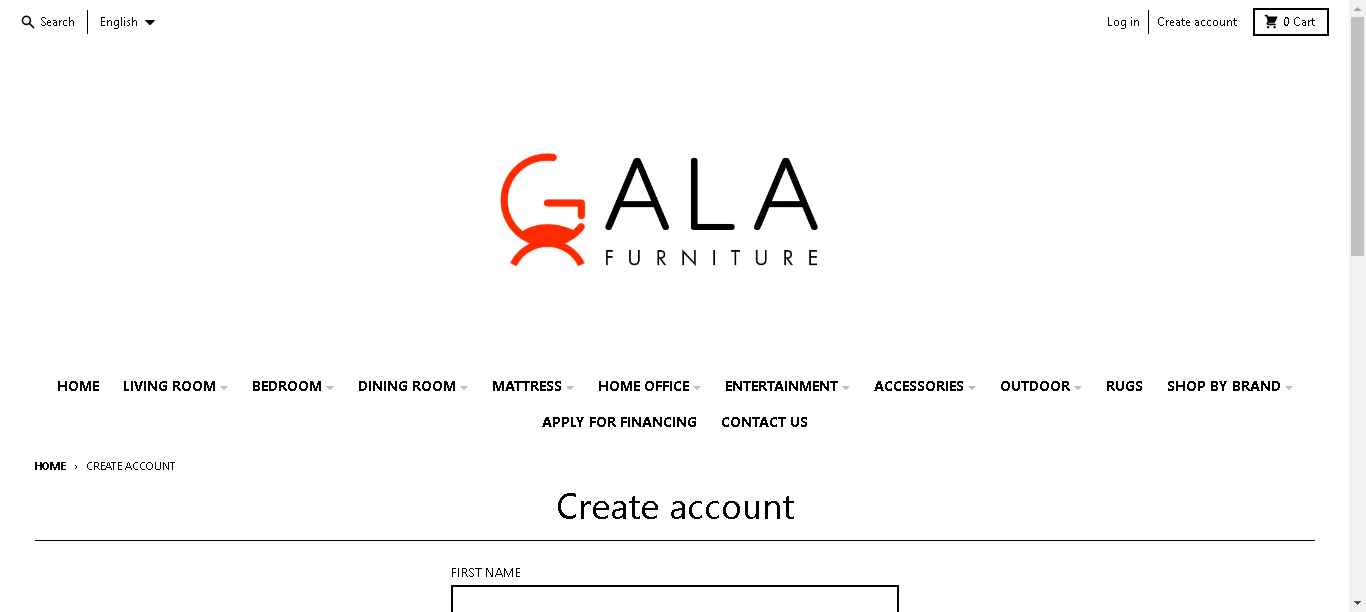 Search
English
Log in
Create account
0 Cart
GALA
FURNITURE
HOME LIVING ROOM BEDROOM DINING ROOM MATTRESS HOME OFFICE ENTERTAINMENT ACCESSORIES OUTDOOR RUGS SHOP BY BRAND
APPLY FOR FINANCING CONTACT US
HOME › CREATE ACCOUNT
Create account
FIRST NAME